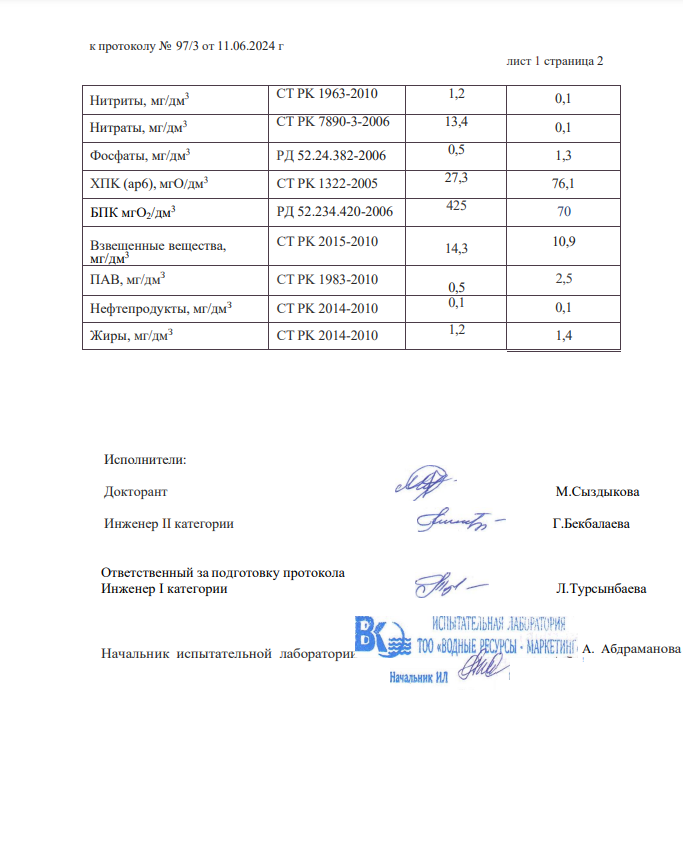 к протоколу № 97/3 от 11.06.2024 г
лист 1 страница 2
Нитриты, мг/дм3 СТ РК 1963-2010 1,2 0,1
Нитраты, мг/дм3 СТ РК 7890-3-2006 13,4 0,1
Фосфаты, мг/дм3 РД 52.24.382-2006 0,5 1,3
ХПК (арб), мгО/дм3 СТ РК 1322-2005 27,3 76,1
БПК мгО2/дм3 РД 52.234.420-2006 425 70
Взвешенные вещества,
мг/дм3 СТ РК 2015-2010 14,3 10,9
ПАВ, мг/дм3 СТ РК 1983-2010 0,5 2,5
Нефтепродукты, мг/дм3 СТ РК 2014-2010 0,1 0,1
Жиры, мг/дм3 СТ РК 2014-2010 1,2 1,4
Исполнители:
Докторант М.Сыздыкова
Инженер II категории Г.Бекбалаева
Ответственный за подготовку протокола
Инженер I категории Л.Турсынбаева
ВК ИСПЫТАТЕЛЬНАЯ ЛАБОРАТОРИЯ
ТОО «ВОДНЫЕ РЕСУРСЫ - МАРКЕТИНГ
Начальник испытательной лаборатории А. Абдраманова
Начальник ИЛ